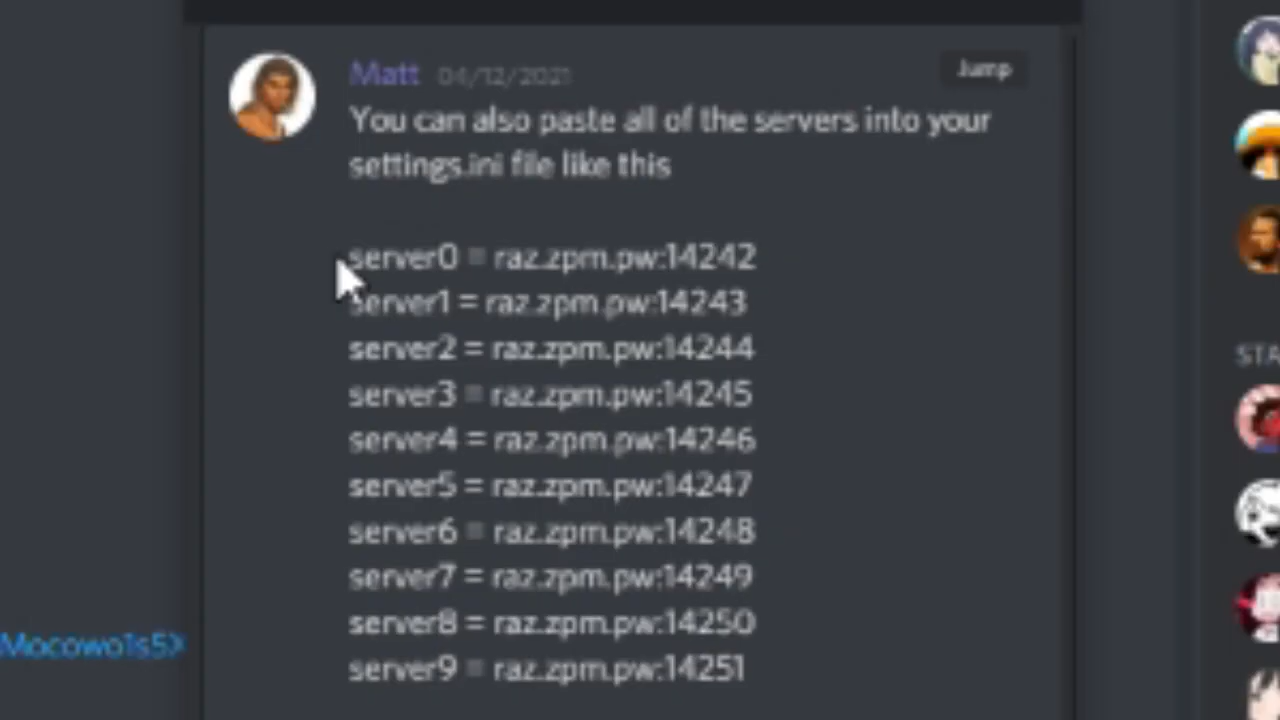 Matt 04/12/2021
Jump
You can also paste all of the servers into your
settings.ini file like this
server0 = raz.zpm.pw:14242
server1 = raz.zpm.pw:14243
server2 = raz.zpm.pw:14244
server3 = raz.zpm.pw:14245
server4 = raz.zpm.pw:14246
server5 = raz.zpm.pw:14247
server6 = raz.zpm.pw:14248
server7 = raz.zpm.pw:14249
server8 = raz.zpm.pw:14250
server9 = raz.zpm.pw:14251
STA